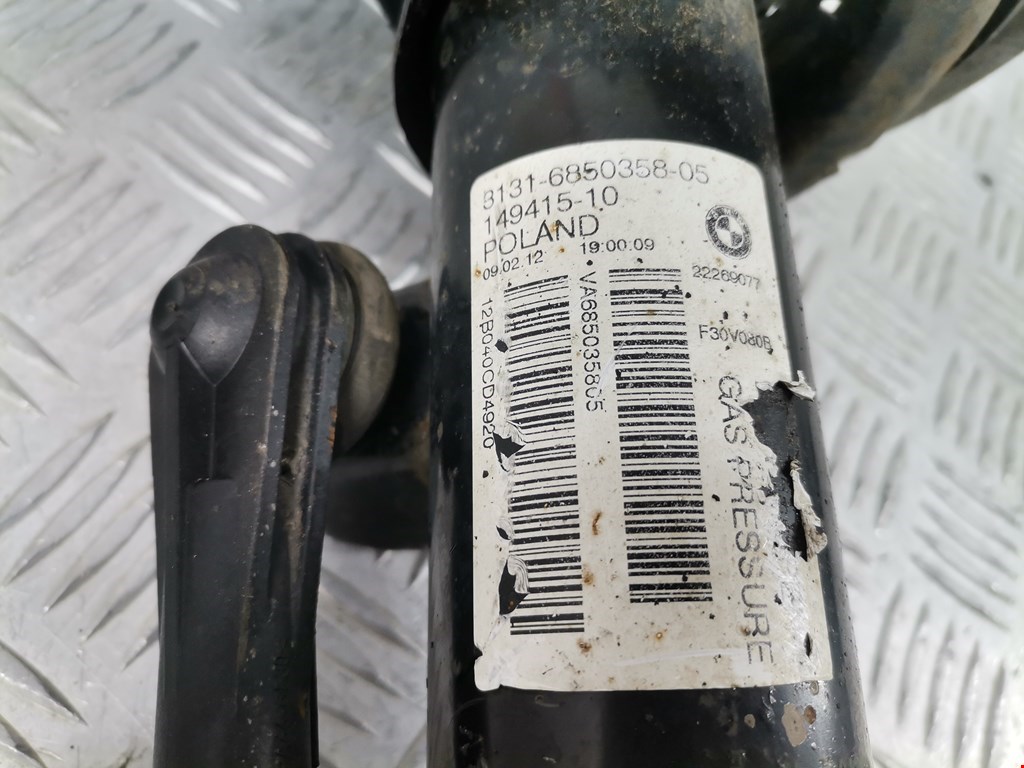 3131-6850358-05
149415-10
POLAND
09.02.12 19:00:09
22269077
12B040CD4920
VA685035805
F30V080B
GAS PRESSURE